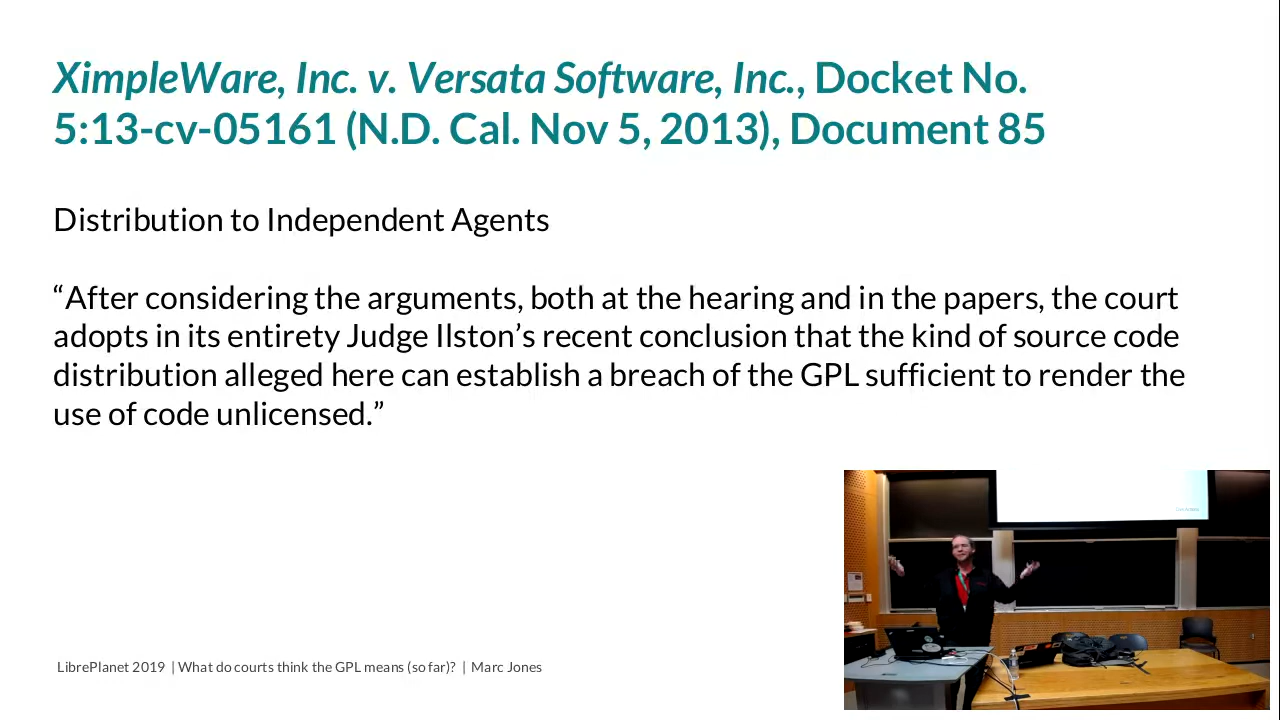 XimpleWare, Inc. v. Versata Software, Inc., Docket No.
5:13-cv-05161 (N.D. Cal. Nov 5, 2013), Document 85
Distribution to Independent Agents
“After considering the arguments, both at the hearing and in the papers, the court
adopts in its entirety Judge Ilston’s recent conclusion that the kind of source code
distribution alleged here can establish a breach of the GPL sufficient to render the
use of code unlicensed.”
LibrePlanet 2019 | What do courts think the GPL means (so far)? | Marc Jones